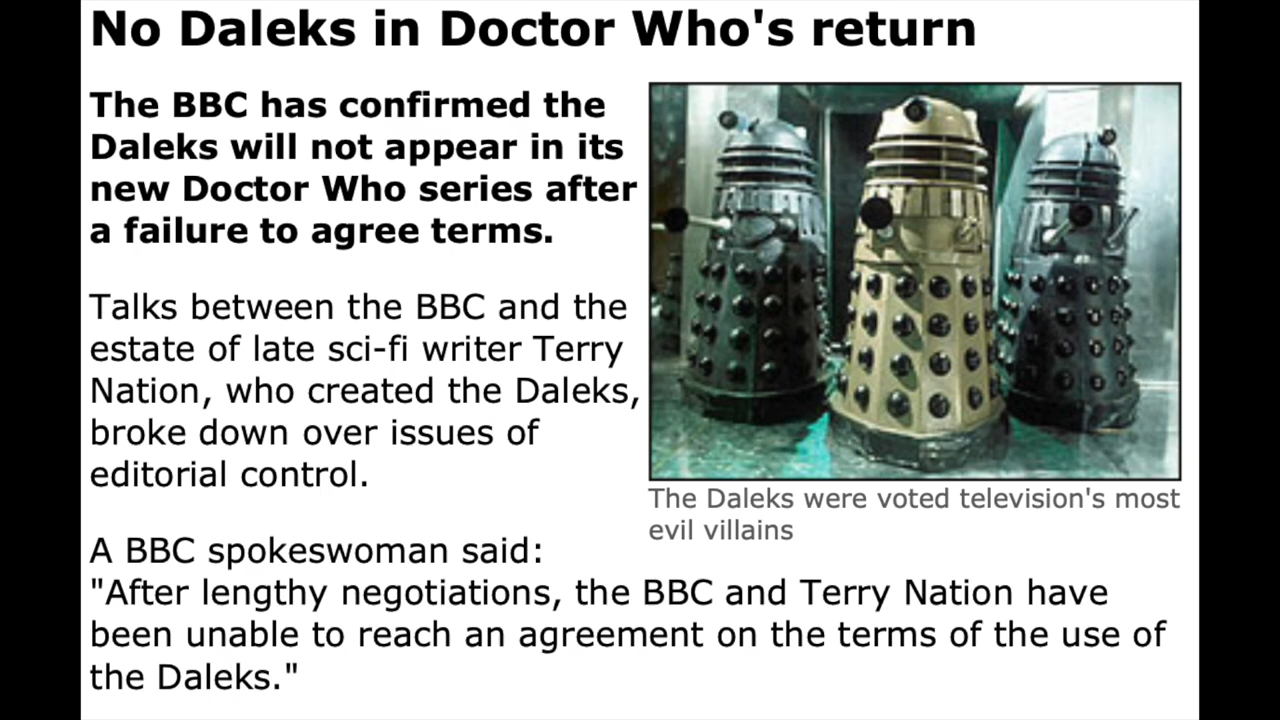 No Daleks in Doctor Who's return
The BBC has confirmed the
Daleks will not appear in its
new Doctor Who series after
a failure to agree terms.
Talks between the BBC and the
estate of late sci-fi writer Terry
Nation, who created the Daleks,
broke down over issues of
editorial control.
The Daleks were voted television's most
evil villains
A BBC spokeswoman said:
"After lengthy negotiations, the BBC and Terry Nation have
been unable to reach an agreement on the terms of the use of
the Daleks."